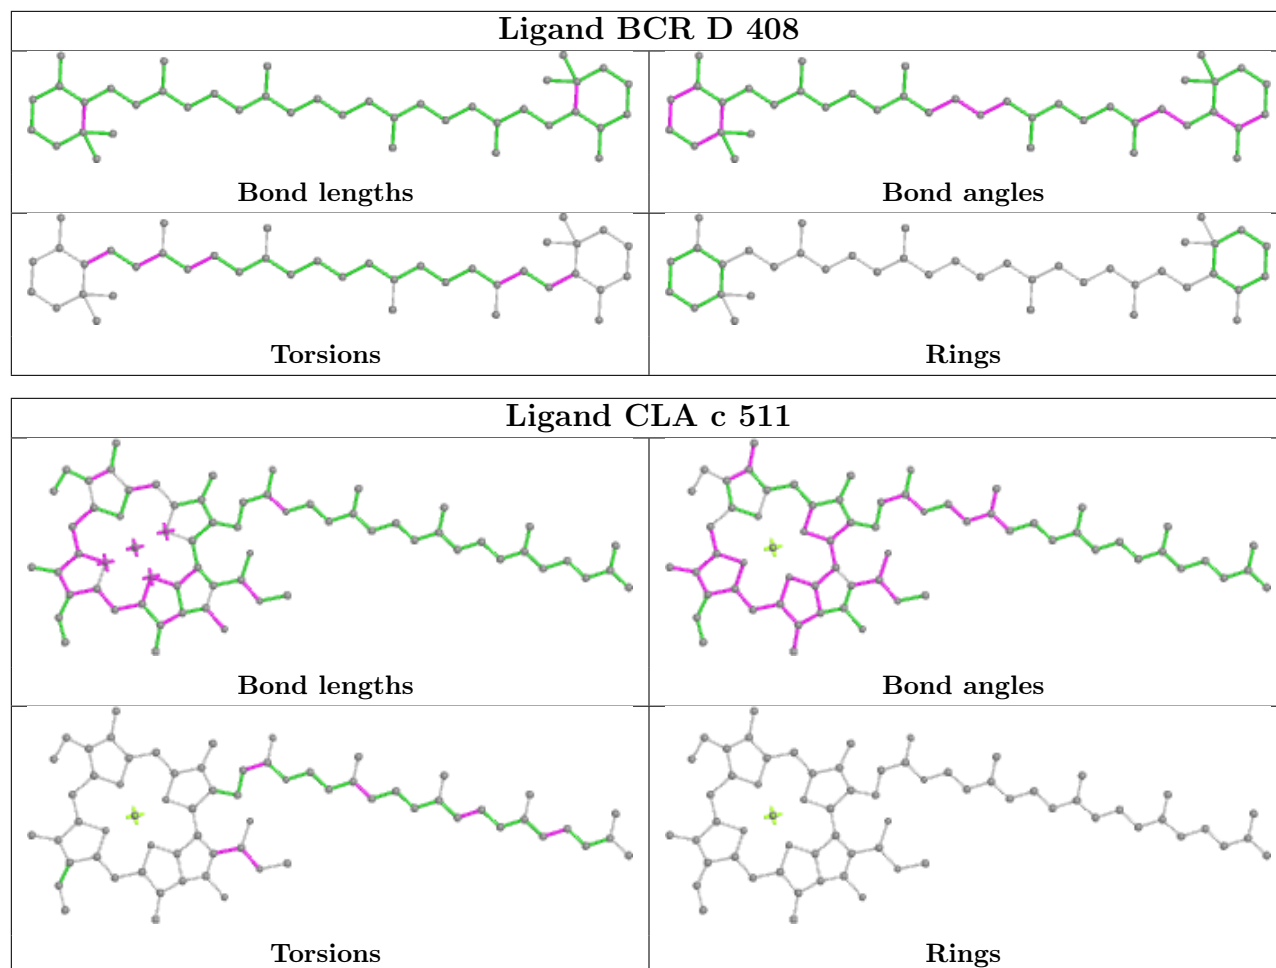 Ligand BCR D 408
Bond lengths
Bond angles
Torsions
Rings
Ligand CLA c 511
Bond lengths
Bond angles
Torsions
Rings